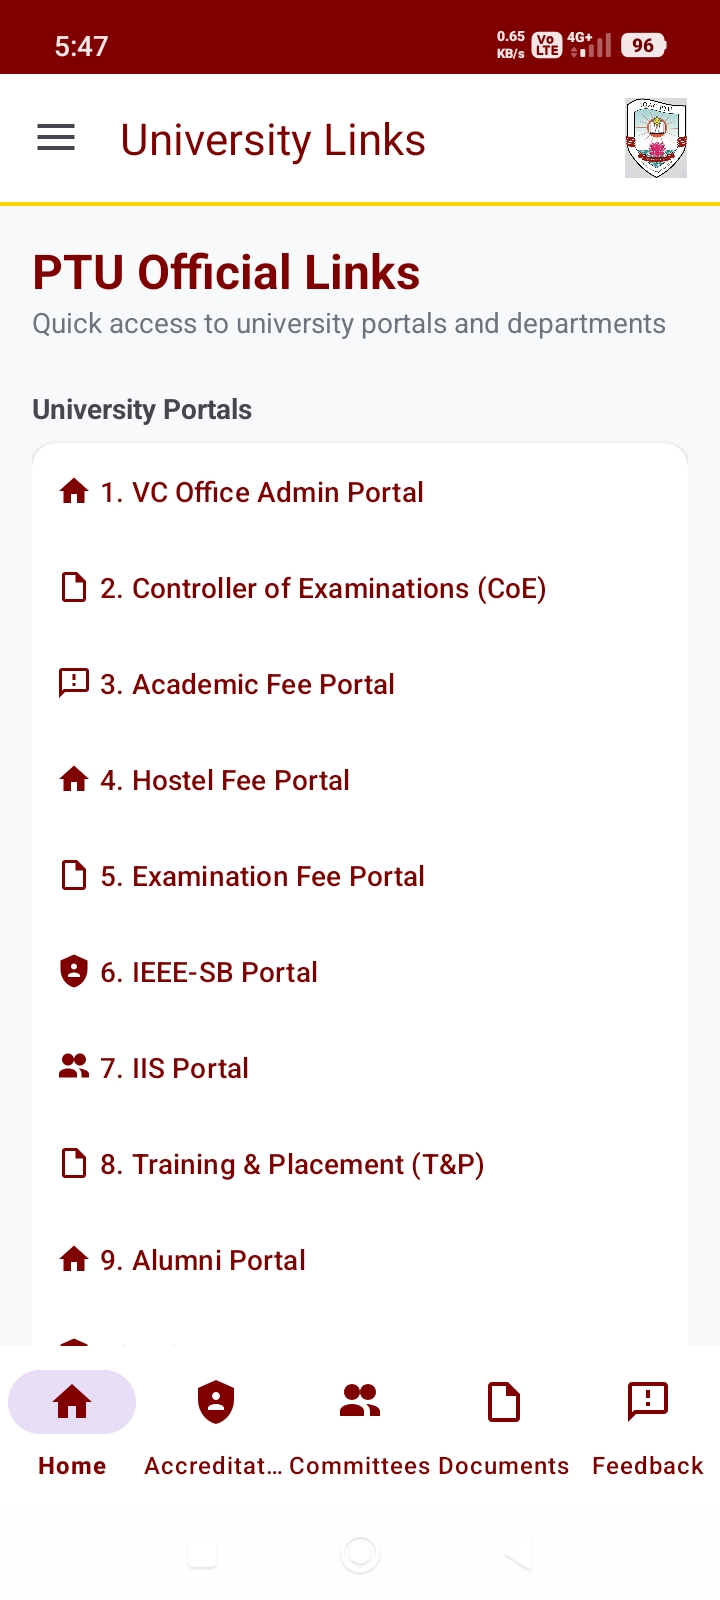 5:47
0.65 KB/s
Vo LTE
4G+
96
University Links
PTU Official Links
Quick access to university portals and departments
University Portals
1. VC Office Admin Portal
2. Controller of Examinations (CoE)
3. Academic Fee Portal
4. Hostel Fee Portal
5. Examination Fee Portal
6. IEEE-SB Portal
7. IIS Portal
8. Training & Placement (T&P)
9. Alumni Portal
Home
Accreditat...
Committees
Documents
Feedback